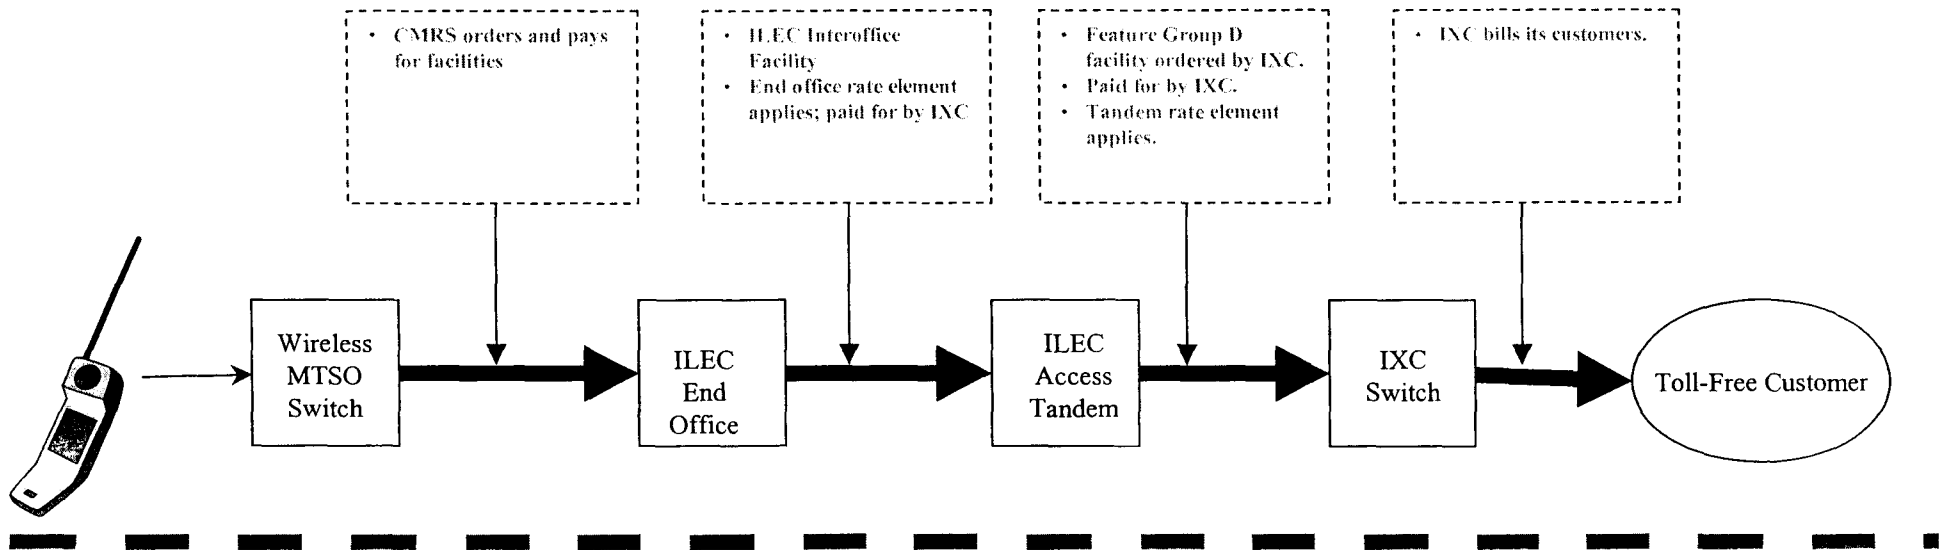 • CMRS orders and pays
for facilities
• ILEC Interoffice
Facility
• End office rate element
applies; paid for by IXC
• Feature Group D
facility ordered by IXC.
• Paid for by IXC.
• Tandem rate element
applies.
• IXC bills its customers.
Wireless
MTSO
Switch
ILEC
End
Office
ILEC
Access
Tandem
IXC
Switch
Toll-Free Customer